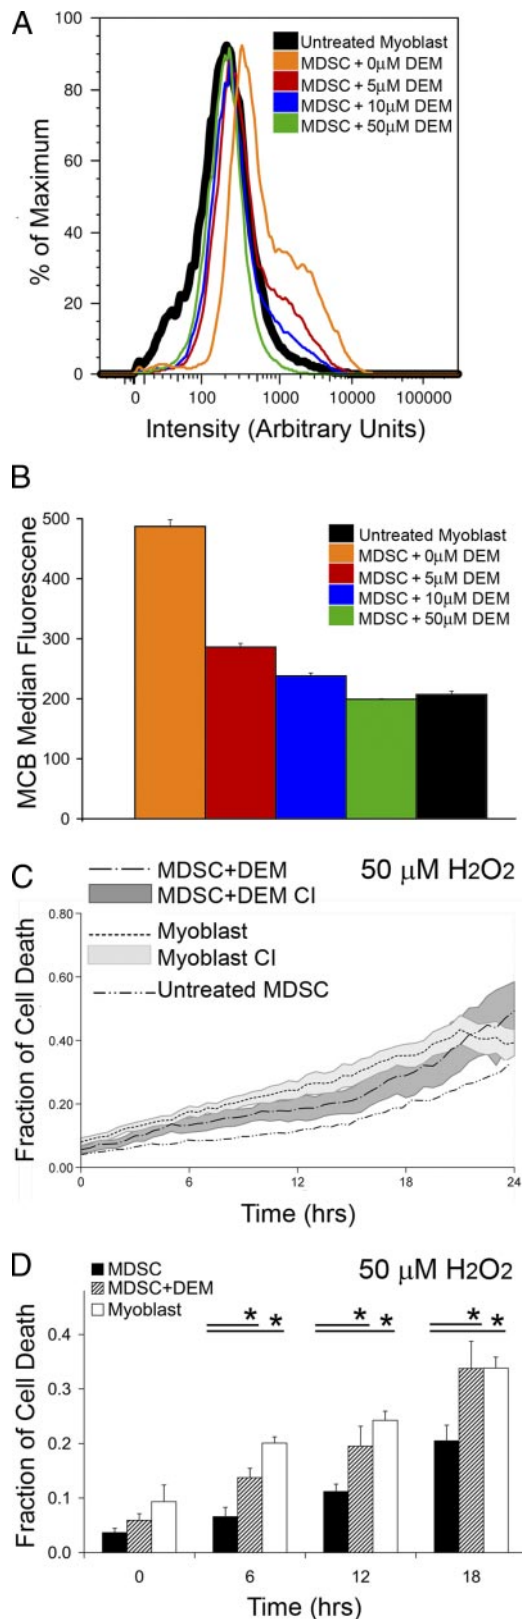 A
Untreated Myoblast
MDSC + 0μM DEM
MDSC + 5μM DEM
MDSC + 10μM DEM
MDSC + 50μM DEM
% of Maximum
100
80
60
40
20
0
0 100 1000 10000 100000
Intensity (Arbitrary Units)
B
Untreated Myoblast
MDSC + 0μM DEM
MDSC + 5μM DEM
MDSC + 10μM DEM
MDSC + 50μM DEM
MCB Median Fluorescene
500
400
300
200
100
0
C
50 μM H2O2
MDSC+DEM
MDSC+DEM CI
Myoblast
Myoblast CI
Untreated MDSC
Fraction of Cell Death
0.80
0.60
0.40
0.20
0.00
0 6 12 18 24
Time (hrs)
D
50 μM H2O2
MDSC
MDSC+DEM
Myoblast
* * * * * *
Fraction of Cell Death
0.4
0.3
0.2
0.1
0.0
0 6 12 18
Time (hrs)